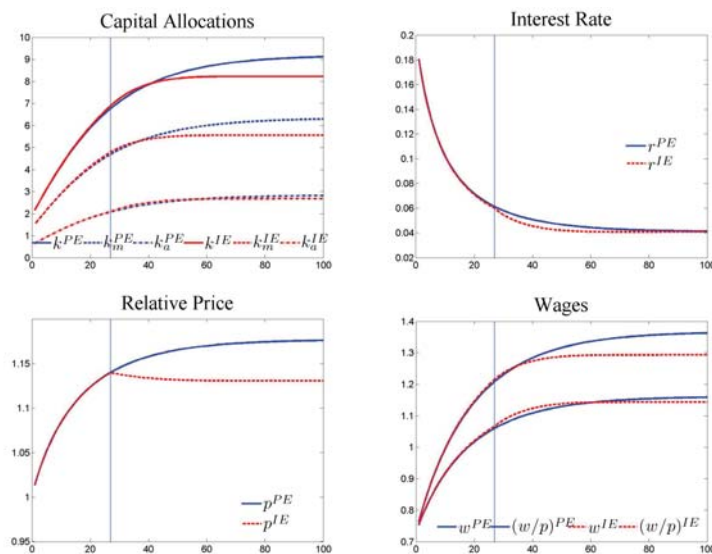 Capital Allocations
10
9
8
7
6
5
4
3
2
1
0
k^{PE} k_m^{PE} k_a^{PE} k^{IE} k_m^{IE} k_a^{IE}
0 20 40 60 80 100
Interest Rate
0.2
0.18
0.16
0.14
0.12
0.1
0.08
0.06
0.04
0.02
r^{PE}
r^{IE}
0 20 40 60 80 100
Relative Price
1.15
1.1
1.05
1
0.95
p^{PE}
p^{IE}
0 20 40 60 80 100
Wages
1.4
1.3
1.2
1.1
1
0.9
0.8
0.7
w^{PE} (w/p)^{PE} w^{IE} (w/p)^{IE}
0 20 40 60 80 100